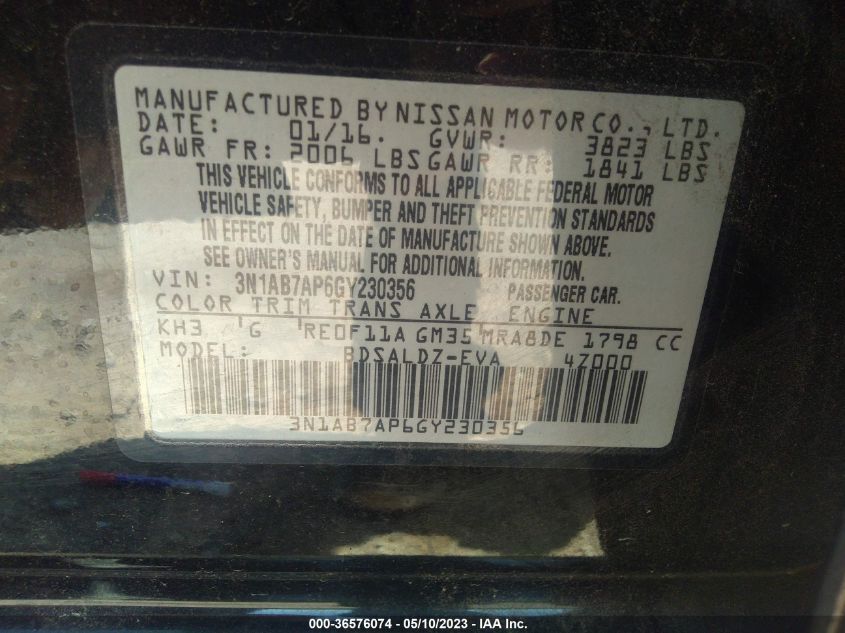 MANUFACTURED BY NISSAN MOTOR CO., LTD.
DATE: 01/16. GVWR: 3823 LBS
GAWR FR: 2006 LBS GAWR RR: 1841 LBS
THIS VEHICLE CONFORMS TO ALL APPLICABLE FEDERAL MOTOR
VEHICLE SAFETY, BUMPER AND THEFT PREVENTION STANDARDS
IN EFFECT ON THE DATE OF MANUFACTURE SHOWN ABOVE.
SEE OWNER'S MANUAL FOR ADDITIONAL INFORMATION.
VIN: 3N1AB7AP6GY230356 PASSENGER CAR.
COLOR TRIM TRANS AXLE ENGINE
KH3 G RE0F11A GM35 MRA8DE 1798 CC
MODEL: BDSALDZ-EVA 4Z000
3N1AB7AP6GY230356
000-36576074 - 05/10/2023 - IAA Inc.